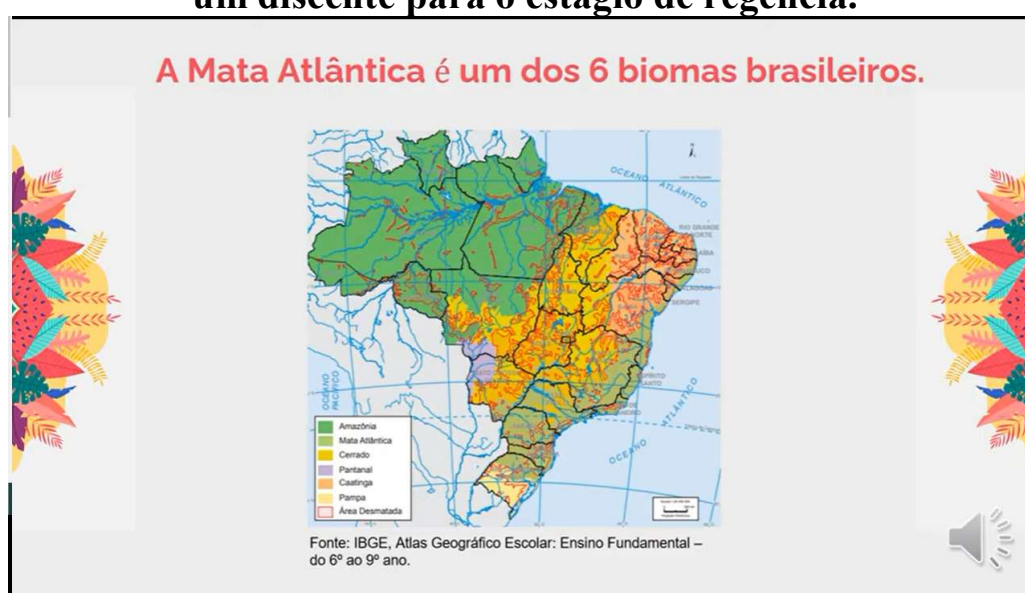 um discente para o estágio de regência.
A Mata Atlântica é um dos 6 biomas brasileiros.
OCEANO ATLÂNTICO
RIO GRANDE
NORTE
SERGIPE
OCEANO
PACÍFICO
OCEANO ATLÂNTICO
Amazônia
Mata Atlântica
Cerrado
Pantanal
Caatinga
Pampa
Área Desmatada
Fonte: IBGE, Atlas Geográfico Escolar: Ensino Fundamental –
do 6º ao 9º ano.